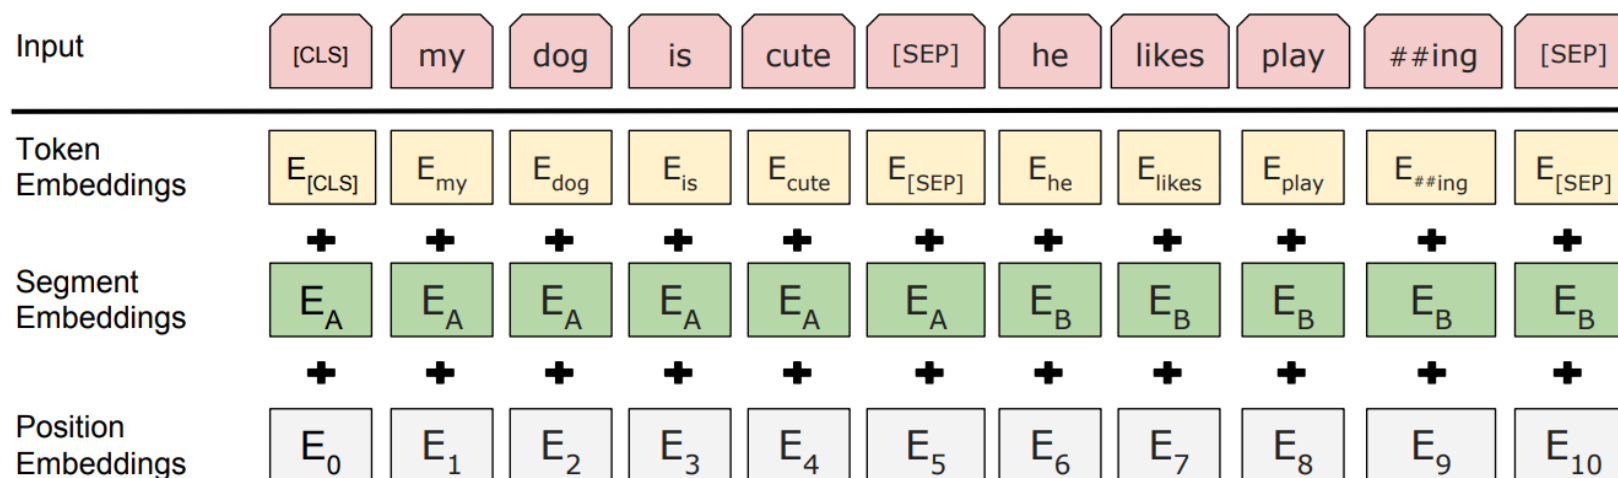 Input [CLS] my dog is cute [SEP] he likes play ##ing [SEP]
Token
Embeddings E[CLS] Emy Edog Eis Ecute E[SEP] Ehe Elikes Eplay E##ing E[SEP]
+ + + + + + + + + + +
Segment
Embeddings EA EA EA EA EA EA EB EB EB EB EB
+ + + + + + + + + + +
Position
Embeddings E0 E1 E2 E3 E4 E5 E6 E7 E8 E9 E10